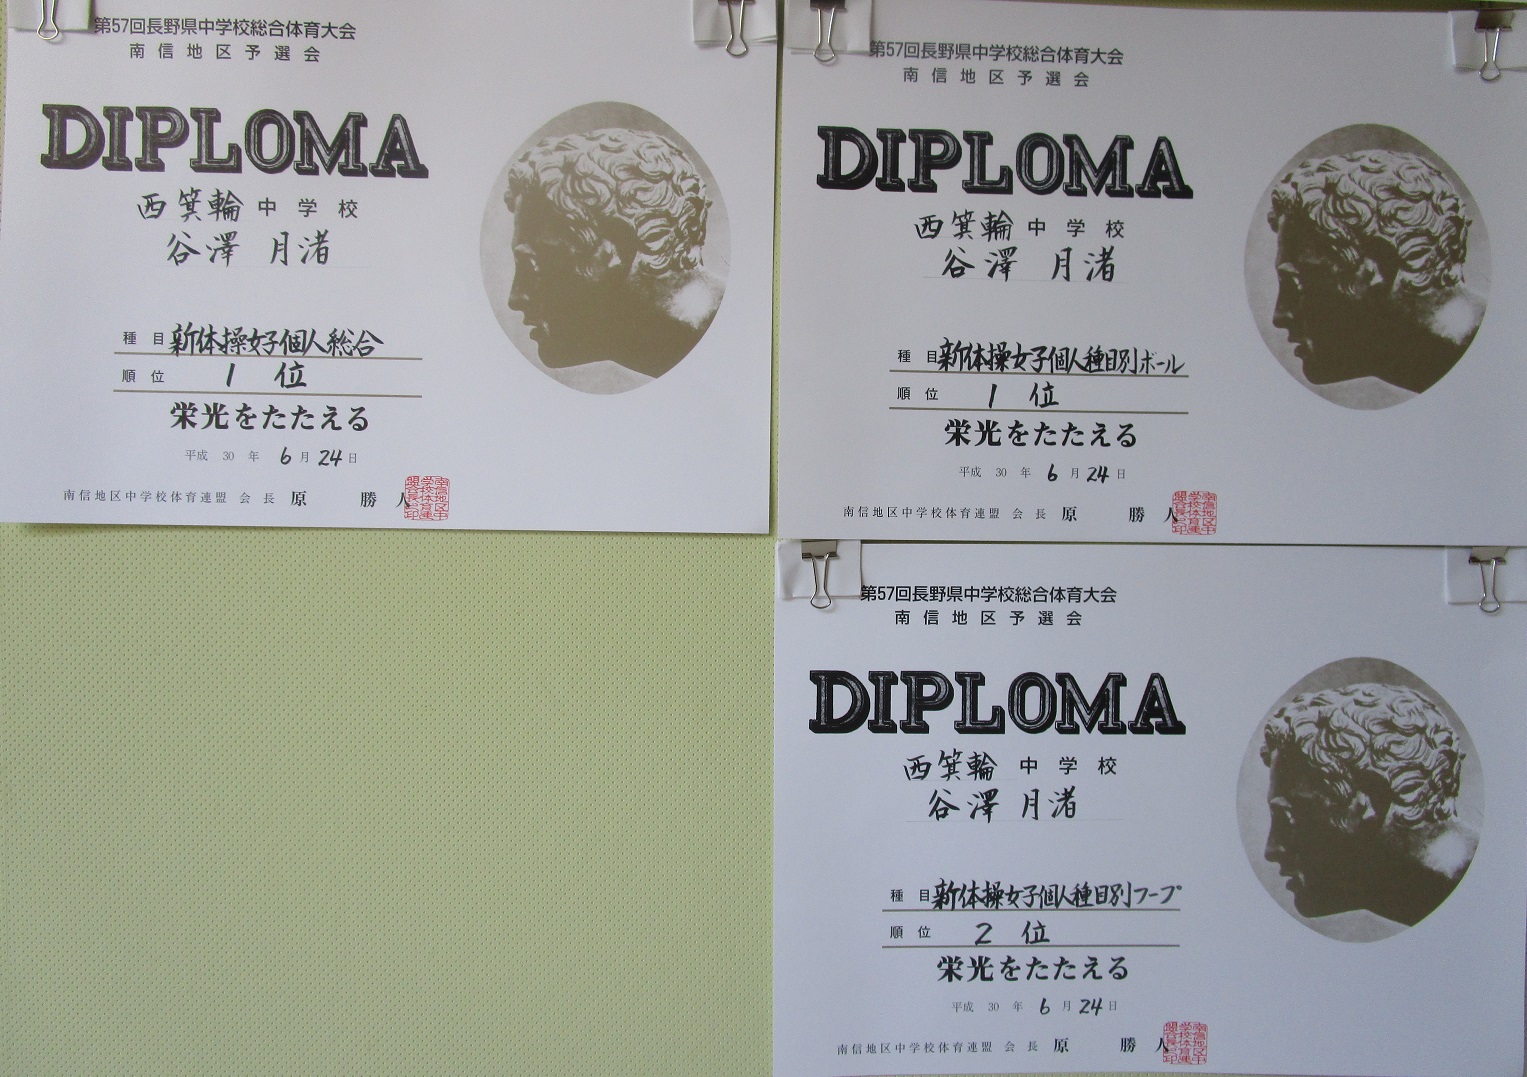 第57回長野県中学校総合体育大会
南信地区予選会
DIPLOMA
西箕輪中学校
谷澤 月渚
種目 新体操女子個人総合
順位 1位
栄光をたたえる
平成30年6月24日
南信地区中学校体育連盟 会長 原 勝人
第57回長野県中学校総合体育大会
南信地区予選会
DIPLOMA
西箕輪中学校
谷澤 月渚
種目 新体操女子個人種目別ボール
順位 1位
栄光をたたえる
平成30年6月24日
南信地区中学校体育連盟 会長 原 勝人
第57回長野県中学校総合体育大会
南信地区予選会
DIPLOMA
西箕輪中学校
谷澤 月渚
種目 新体操女子個人種目別フープ
順位 2位
栄光をたたえる
平成30年6月24日
南信地区中学校体育連盟 会長 原 勝人